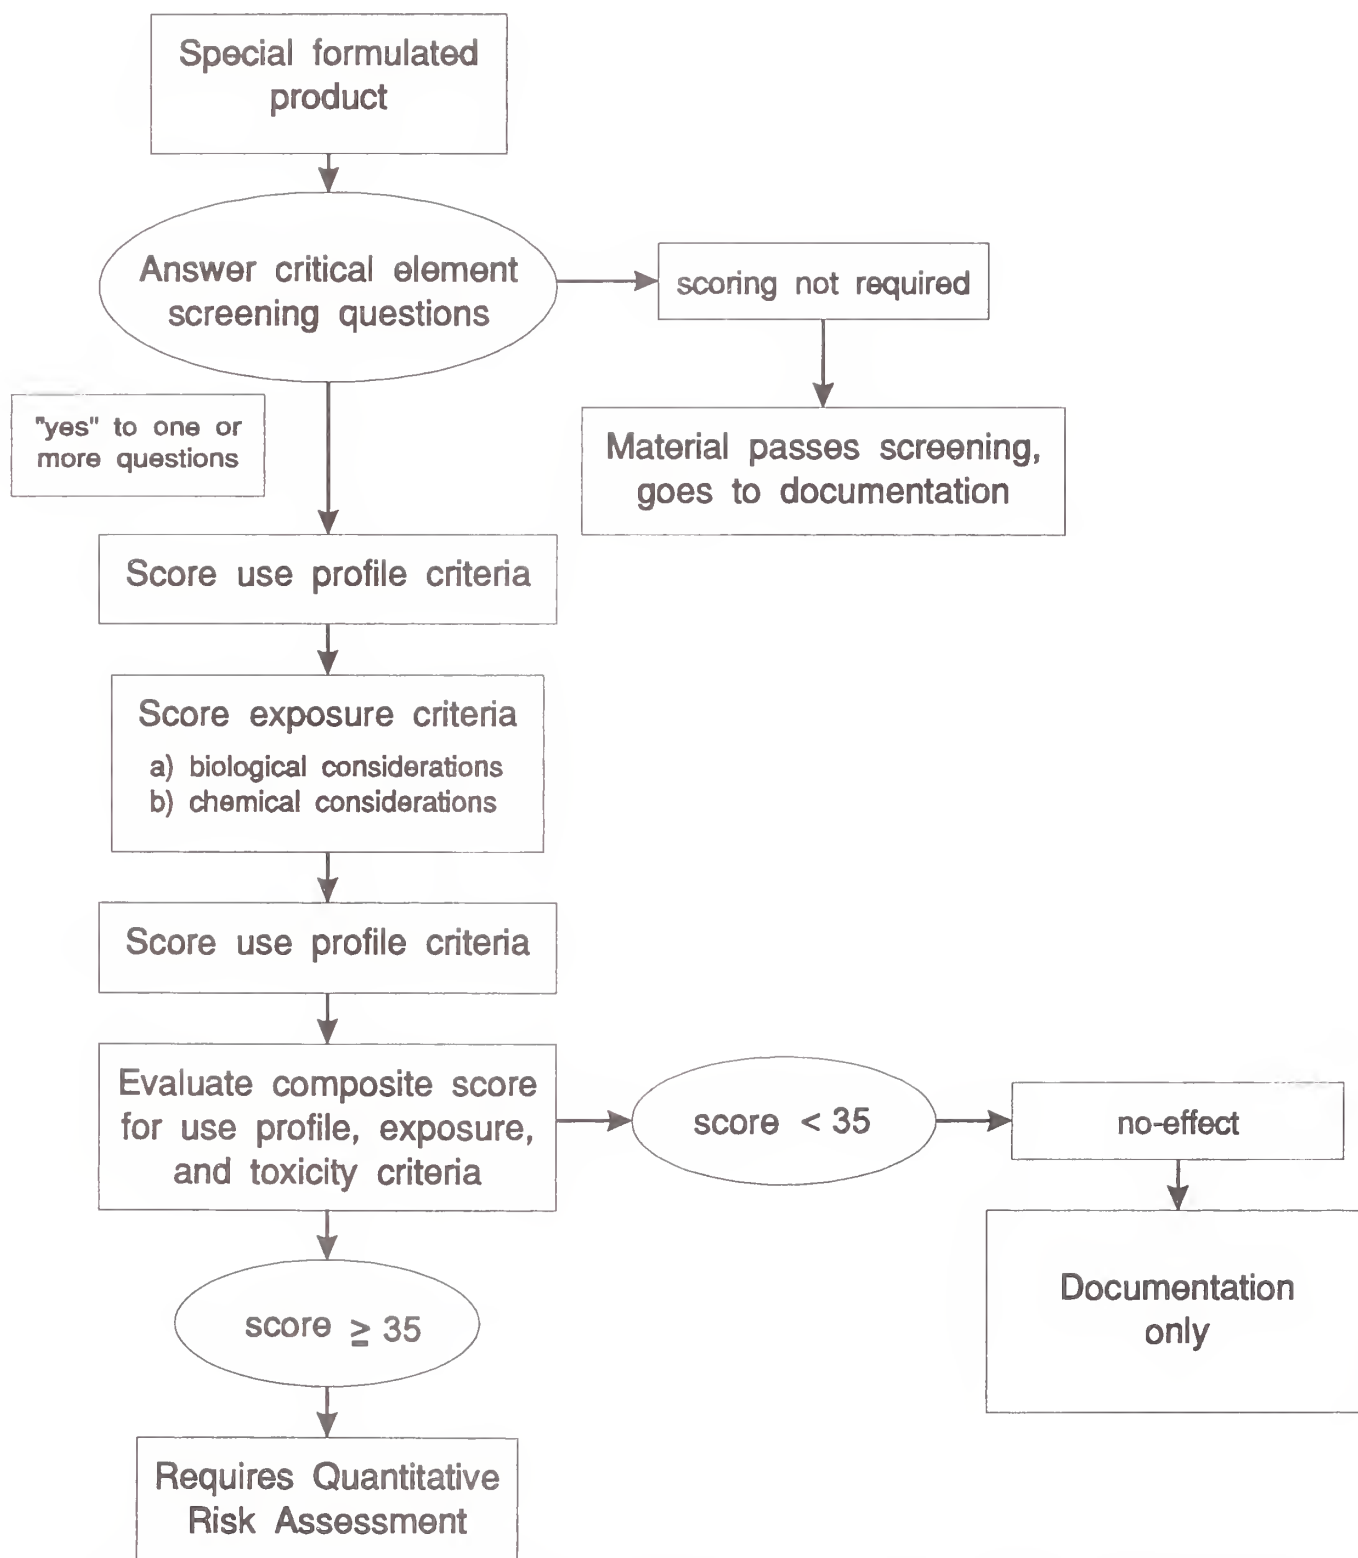 Special formulated
product
Answer critical element
screening questions
scoring not required
"yes" to one or
more questions
Material passes screening,
goes to documentation
Score use profile criteria
Score exposure criteria
a) biological considerations
b) chemical considerations
Score use profile criteria
Evaluate composite score
for use profile, exposure,
and toxicity criteria
score < 35
no-effect
Documentation
only
score ≥ 35
Requires Quantitative
Risk Assessment